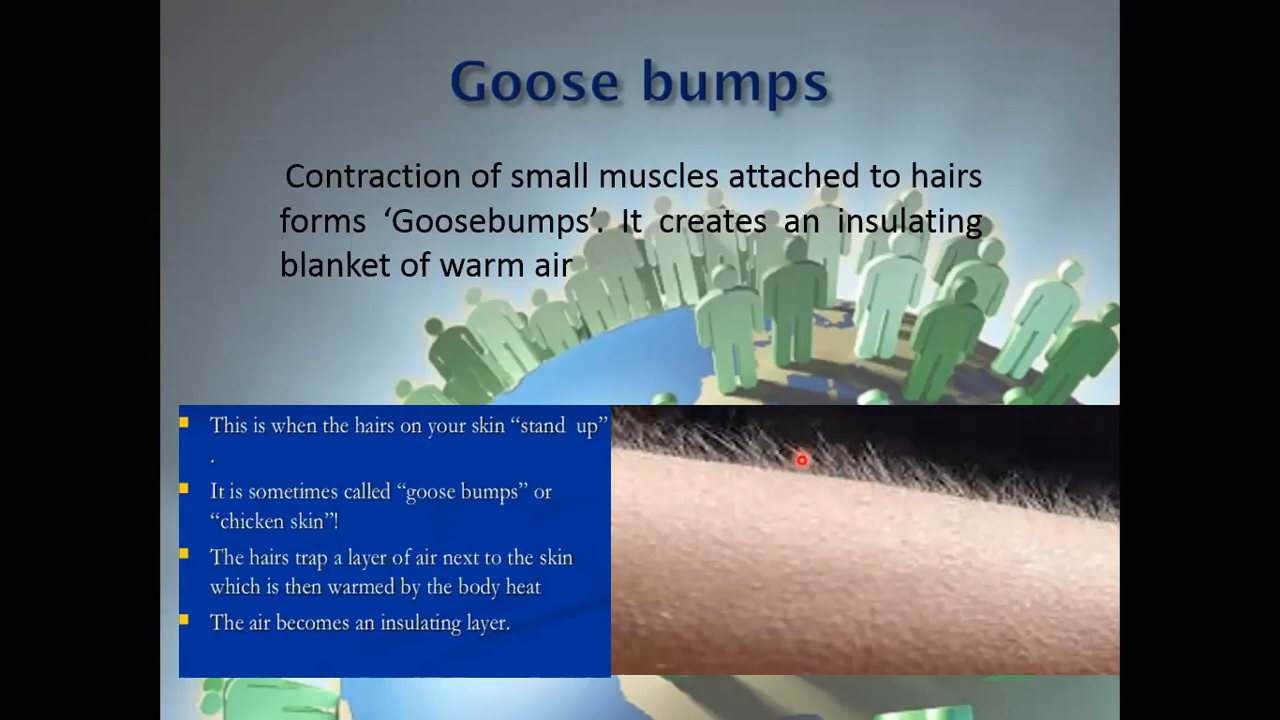 Goose bumps
Contraction of small muscles attached to hairs
forms ‘Goosebumps’. It creates an insulating
blanket of warm air
This is when the hairs on your skin “stand up”
.
It is sometimes called “goose bumps” or
“chicken skin”!
The hairs trap a layer of air next to the skin
which is then warmed by the body heat
The air becomes an insulating layer.